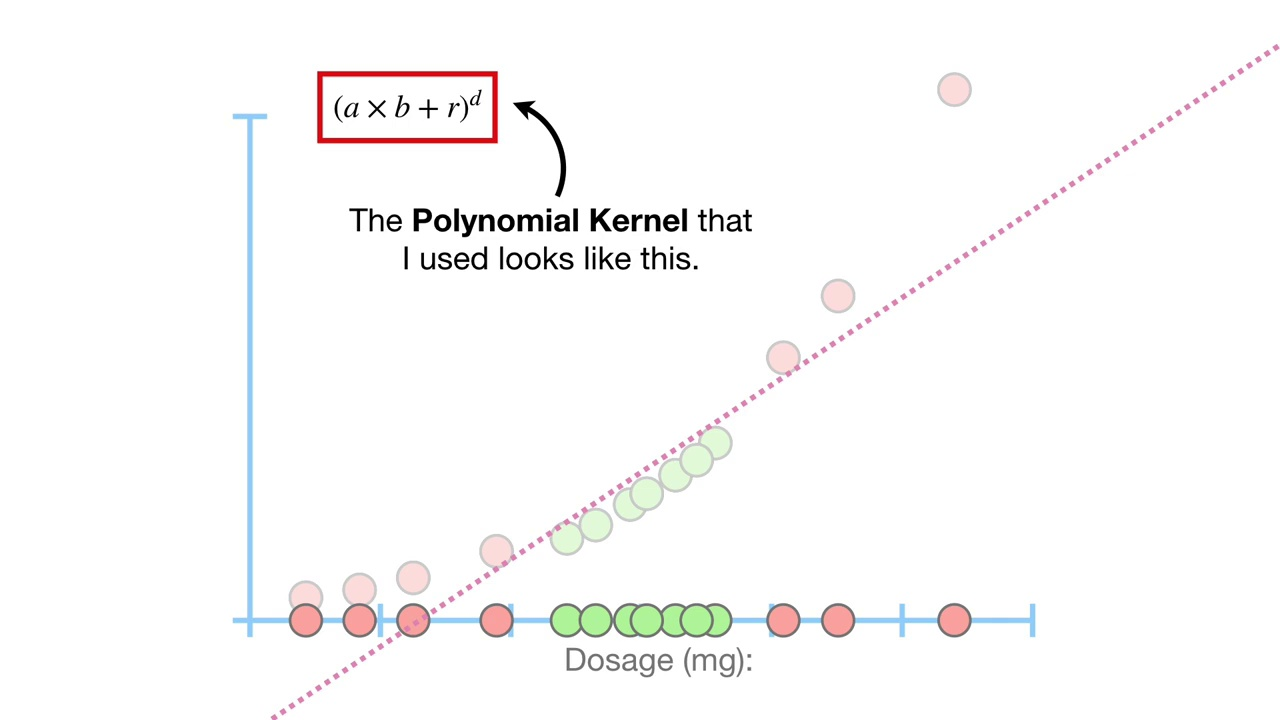 (a × b + r)ᵈ
The Polynomial Kernel that
I used looks like this.
Dosage (mg):